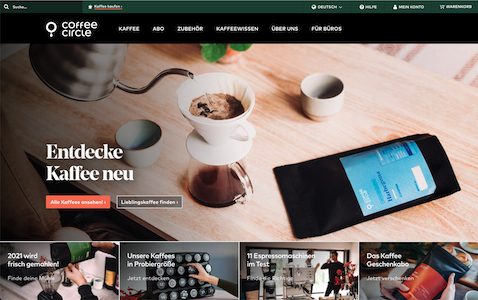 Suche...
Kaffee kaufen ›
DEUTSCH
HILFE
MEIN KONTO
WARENKORB
coffee
circle
KAFFEE
ABO
ZUBEHÖR
KAFFEEWISSEN
ÜBER UNS
FÜR BÜROS
Entdecke
Kaffee neu
Alle Kaffees ansehen! ›
Lieblingskaffee finden ›
2021 wird
frisch gemahlen!
Finde deine
Unsere Kaffees
in Probiergröße
Jetzt entdecken
11 Espressomaschinen
im Test
Finde die
Das Kaffee
Geschenkabo
Jetzt verschenken